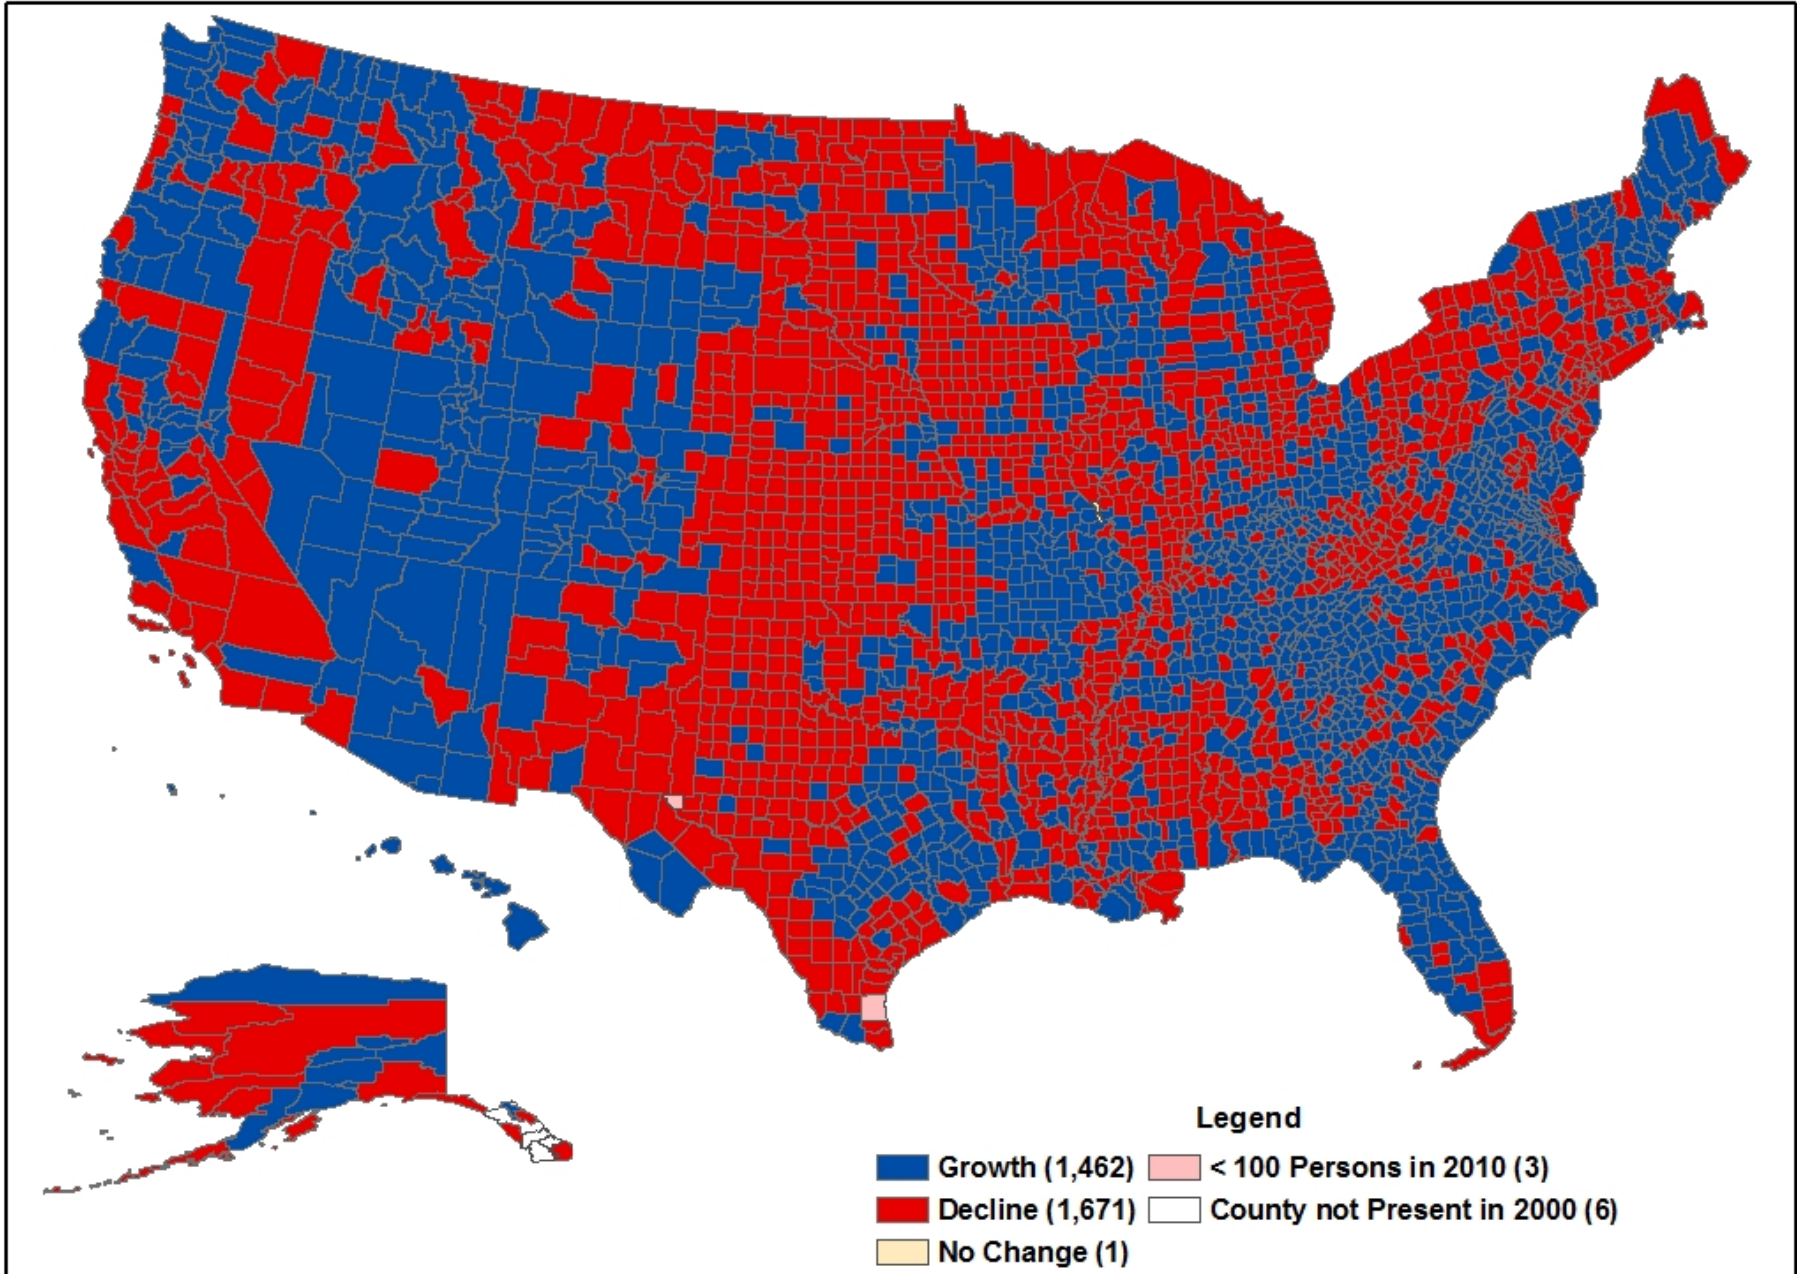 Legend
Growth (1,462)
< 100 Persons in 2010 (3)
Decline (1,671)
County not Present in 2000 (6)
No Change (1)